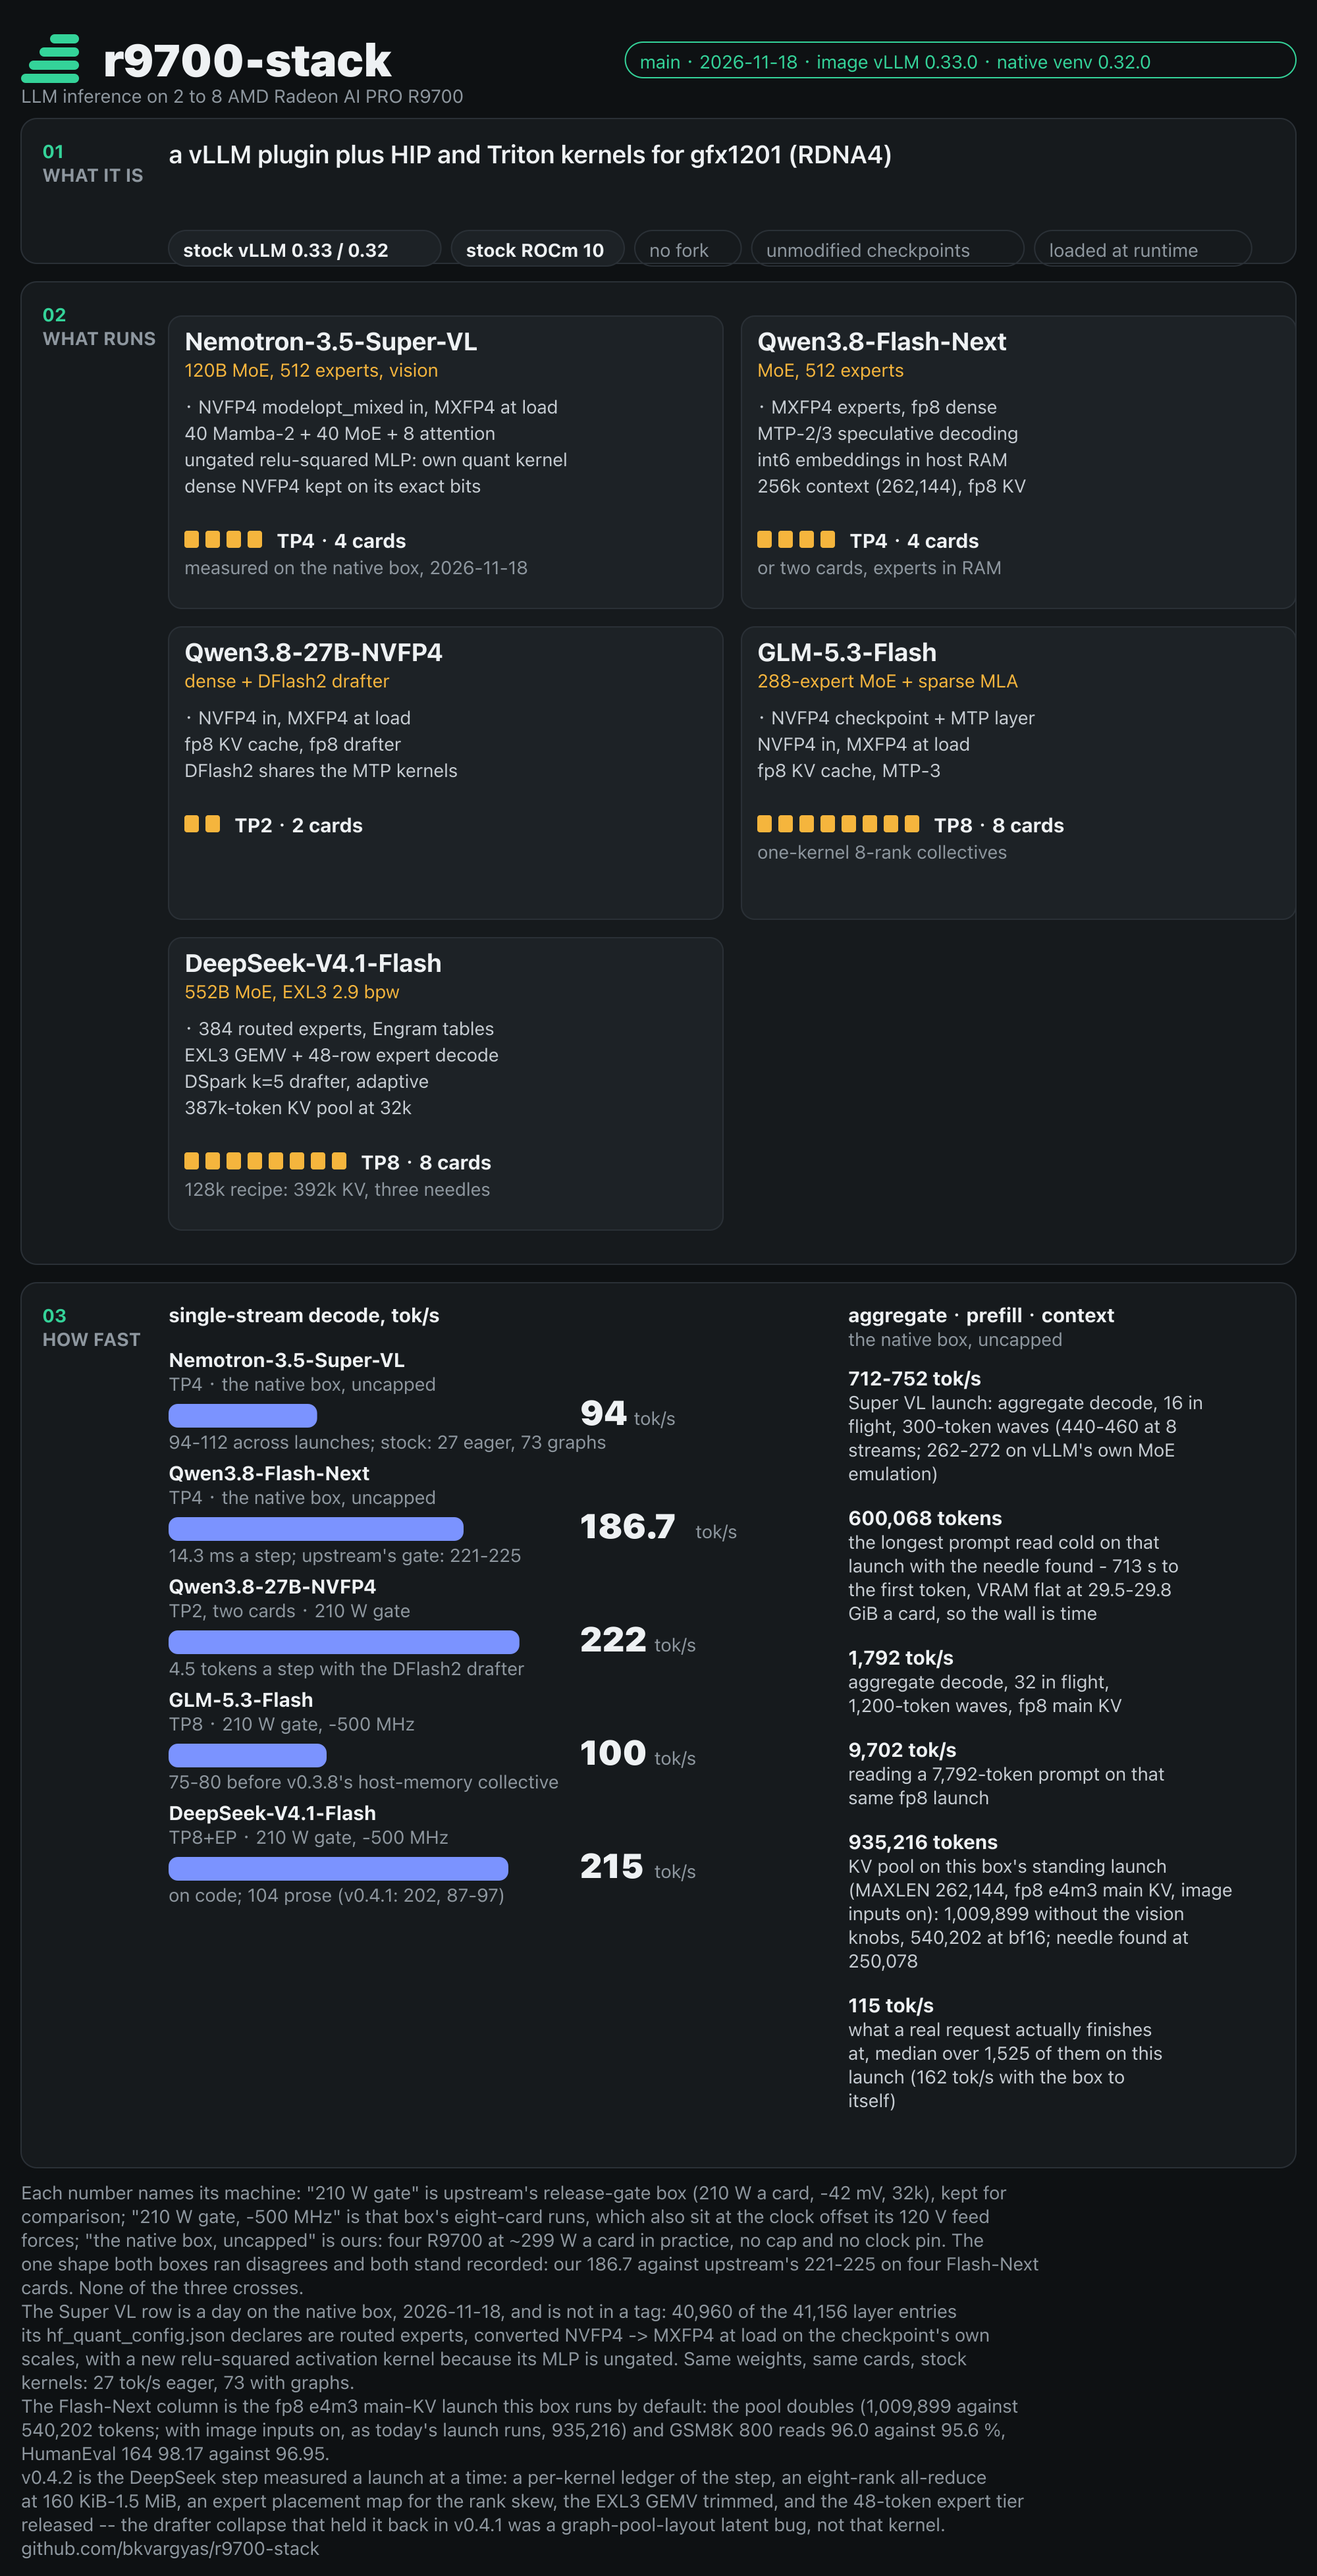 r9700-stack
main · 2026-11-18 · image vLLM 0.33.0 · native venv 0.32.0
LLM inference on 2 to 8 AMD Radeon AI PRO R9700
01
WHAT IT IS
a vLLM plugin plus HIP and Triton kernels for gfx1201 (RDNA4)
stock vLLM 0.33 / 0.32
stock ROCm 10
no fork
unmodified checkpoints
loaded at runtime
02
WHAT RUNS
Nemotron-3.5-Super-VL
120B MoE, 512 experts, vision
· NVFP4 modelopt_mixed in, MXFP4 at load
40 Mamba-2 + 40 MoE + 8 attention
ungated relu-squared MLP: own quant kernel
dense NVFP4 kept on its exact bits
TP4 · 4 cards
measured on the native box, 2026-11-18
Qwen3.8-Flash-Next
MoE, 512 experts
· MXFP4 experts, fp8 dense
MTP-2/3 speculative decoding
int6 embeddings in host RAM
256k context (262,144), fp8 KV
TP4 · 4 cards
or two cards, experts in RAM
Qwen3.8-27B-NVFP4
dense + DFlash2 drafter
· NVFP4 in, MXFP4 at load
fp8 KV cache, fp8 drafter
DFlash2 shares the MTP kernels
TP2 · 2 cards
GLM-5.3-Flash
288-expert MoE + sparse MLA
· NVFP4 checkpoint + MTP layer
NVFP4 in, MXFP4 at load
fp8 KV cache, MTP-3
TP8 · 8 cards
one-kernel 8-rank collectives
DeepSeek-V4.1-Flash
552B MoE, EXL3 2.9 bpw
· 384 routed experts, Engram tables
EXL3 GEMV + 48-row expert decode
DSpark k=5 drafter, adaptive
387k-token KV pool at 32k
TP8 · 8 cards
128k recipe: 392k KV, three needles
03
HOW FAST
single-stream decode, tok/s
Nemotron-3.5-Super-VL
TP4 · the native box, uncapped
94 tok/s
94-112 across launches; stock: 27 eager, 73 graphs
Qwen3.8-Flash-Next
TP4 · the native box, uncapped
186.7 tok/s
14.3 ms a step; upstream's gate: 221-225
Qwen3.8-27B-NVFP4
TP2, two cards · 210 W gate
222 tok/s
4.5 tokens a step with the DFlash2 drafter
GLM-5.3-Flash
TP8 · 210 W gate, -500 MHz
100 tok/s
75-80 before v0.3.8's host-memory collective
DeepSeek-V4.1-Flash
TP8+EP · 210 W gate, -500 MHz
215 tok/s
on code; 104 prose (v0.4.1: 202, 87-97)
aggregate · prefill · context
the native box, uncapped
712-752 tok/s
Super VL launch: aggregate decode, 16 in
flight, 300-token waves (440-460 at 8
streams; 262-272 on vLLM's own MoE
emulation)
600,068 tokens
the longest prompt read cold on that
launch with the needle found - 713 s to
the first token, VRAM flat at 29.5-29.8
GiB a card, so the wall is time
1,792 tok/s
aggregate decode, 32 in flight,
1,200-token waves, fp8 main KV
9,702 tok/s
reading a 7,792-token prompt on that
same fp8 launch
935,216 tokens
KV pool on this box's standing launch
(MAXLEN 262,144, fp8 e4m3 main KV, image
inputs on): 1,009,899 without the vision
knobs, 540,202 at bf16; needle found at
250,078
115 tok/s
what a real request actually finishes
at, median over 1,525 of them on this
launch (162 tok/s with the box to
itself)
Each number names its machine: "210 W gate" is upstream's release-gate box (210 W a card, -42 mV, 32k), kept for
comparison; "210 W gate, -500 MHz" is that box's eight-card runs, which also sit at the clock offset its 120 V feed
forces; "the native box, uncapped" is ours: four R9700 at ~299 W a card in practice, no cap and no clock pin. The
one shape both boxes ran disagrees and both stand recorded: our 186.7 against upstream's 221-225 on four Flash-Next
cards. None of the three crosses.
The Super VL row is a day on the native box, 2026-11-18, and is not in a tag: 40,960 of the 41,156 layer entries
its hf_quant_config.json declares are routed experts, converted NVFP4 -> MXFP4 at load on the checkpoint's own
scales, with a new relu-squared activation kernel because its MLP is ungated. Same weights, same cards, stock
kernels: 27 tok/s eager, 73 with graphs.
The Flash-Next column is the fp8 e4m3 main-KV launch this box runs by default: the pool doubles (1,009,899 against
540,202 tokens; with image inputs on, as today's launch runs, 935,216) and GSM8K 800 reads 96.0 against 95.6 %,
HumanEval 164 98.17 against 96.95.
v0.4.2 is the DeepSeek step measured a launch at a time: a per-kernel ledger of the step, an eight-rank all-reduce
at 160 KiB-1.5 MiB, an expert placement map for the rank skew, the EXL3 GEMV trimmed, and the 48-token expert tier
released -- the drafter collapse that held it back in v0.4.1 was a graph-pool-layout latent bug, not that kernel.
github.com/bkvargyas/r9700-stack